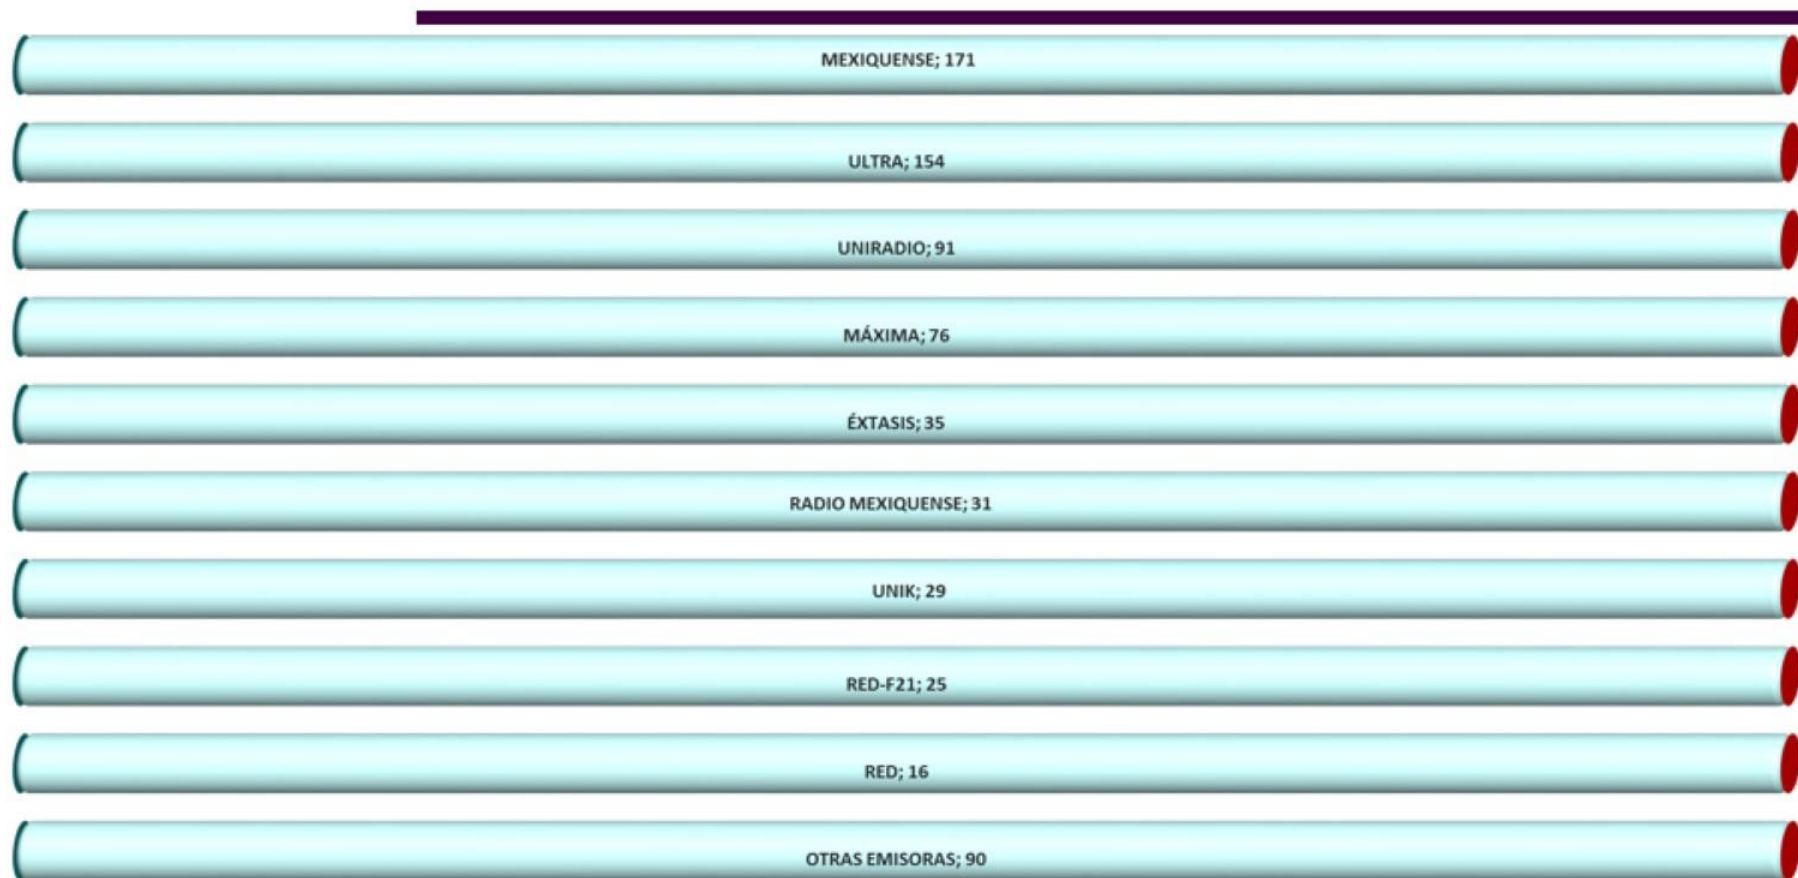 MEXIQUENSE; 171
ULTRA; 154
UNIRADIO; 91
MÁXIMA; 76
ÉXTASIS; 35
RADIO MEXIQUENSE; 31
UNIK; 29
RED-F21; 25
RED; 16
OTRAS EMISORAS; 90